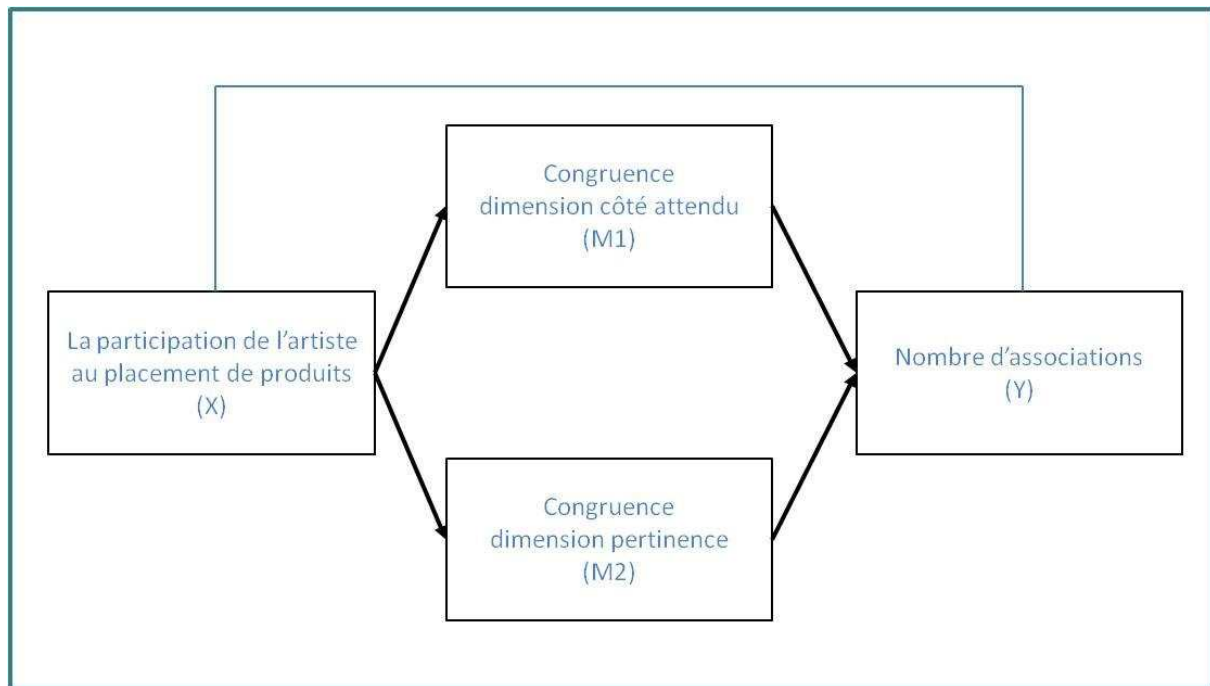 Congruence
dimension côté attendu
(M1)
La participation de l’artiste
au placement de produits
(X)
Nombre d’associations
(Y)
Congruence
dimension pertinence
(M2)